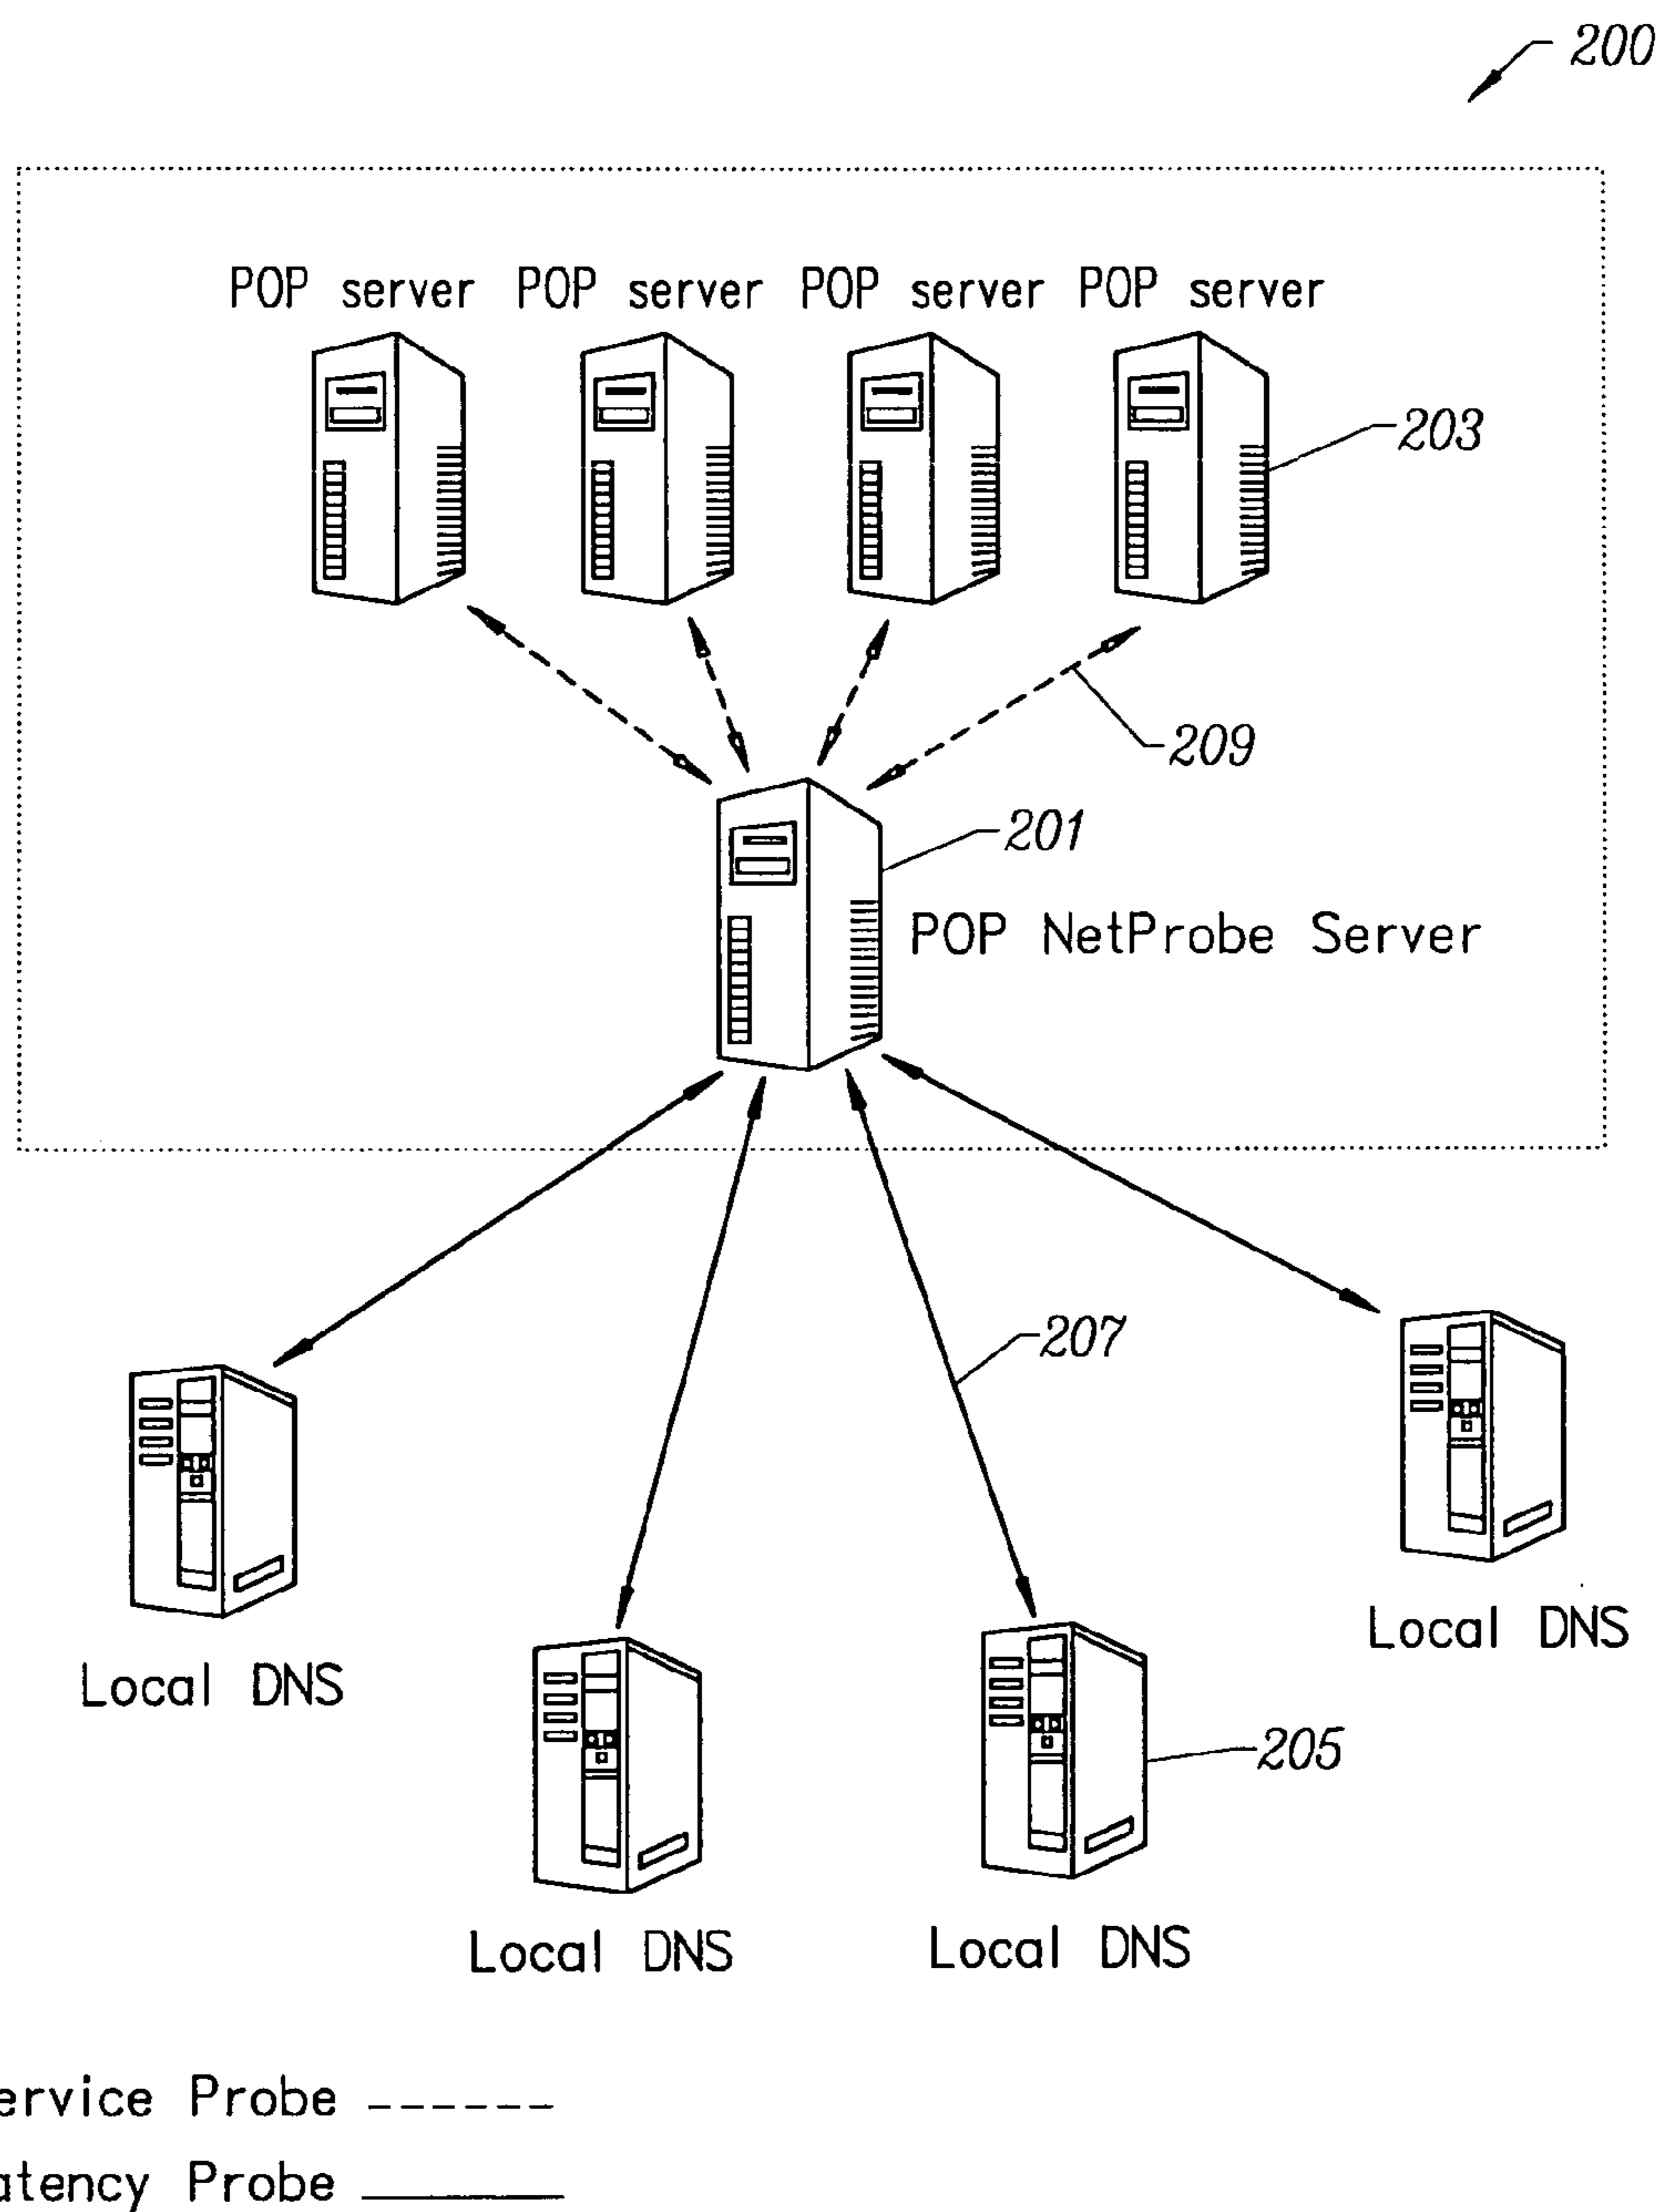 200
POP server POP server POP server POP server
203
209
201
POP NetProbe Server
207
Local DNS
Local DNS
205
Local DNS
Local DNS
ervice Probe
atency Probe